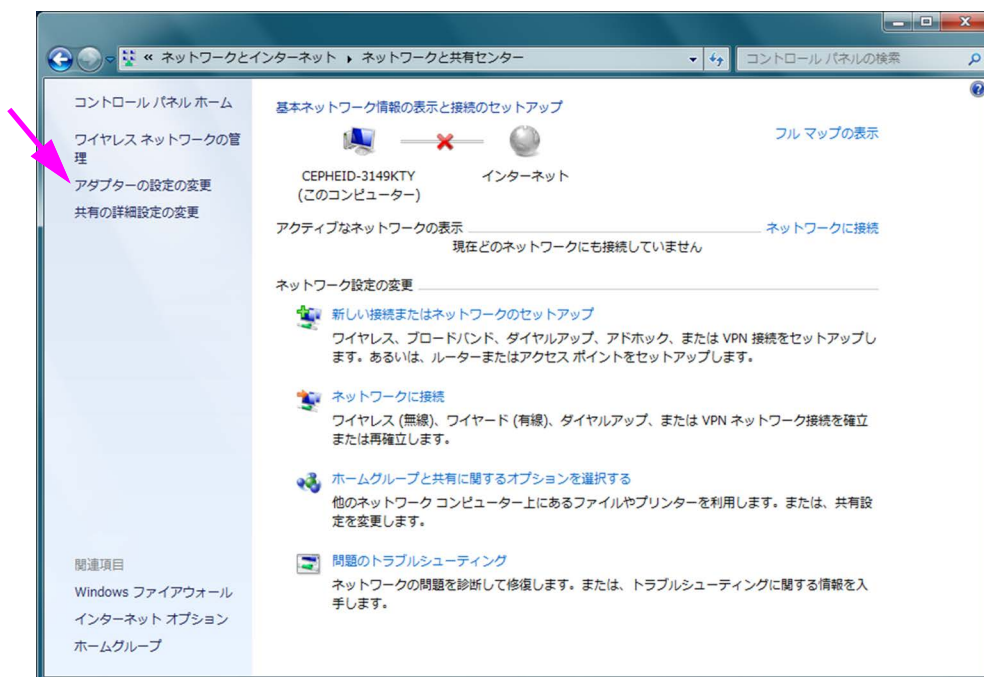 « ネットワークとインターネット ▸ ネットワークと共有センター
コントロール パネルの検索
コントロール パネル ホーム
ワイヤレス ネットワークの管
理
アダプターの設定の変更
共有の詳細設定の変更
基本ネットワーク情報の表示と接続のセットアップ
フル マップの表示
CEPHEID-3149KTY
(このコンピューター)
インターネット
アクティブなネットワークの表示
ネットワークに接続
現在どのネットワークにも接続していません
ネットワーク設定の変更
新しい接続またはネットワークのセットアップ
ワイヤレス、ブロードバンド、ダイヤルアップ、アドホック、または VPN 接続をセットアップし
ます。あるいは、ルーターまたはアクセス ポイントをセットアップします。
ネットワークに接続
ワイヤレス (無線)、ワイヤード (有線)、ダイヤルアップ、または VPN ネットワーク接続を確立
または再確立します。
ホームグループと共有に関するオプションを選択する
他のネットワーク コンピューター上にあるファイルやプリンターを利用します。または、共有設
定を変更します。
問題のトラブルシューティング
ネットワークの問題を診断して修復します。または、トラブルシューティングに関する情報を入
手します。
関連項目
Windows ファイアウォール
インターネット オプション
ホームグループ